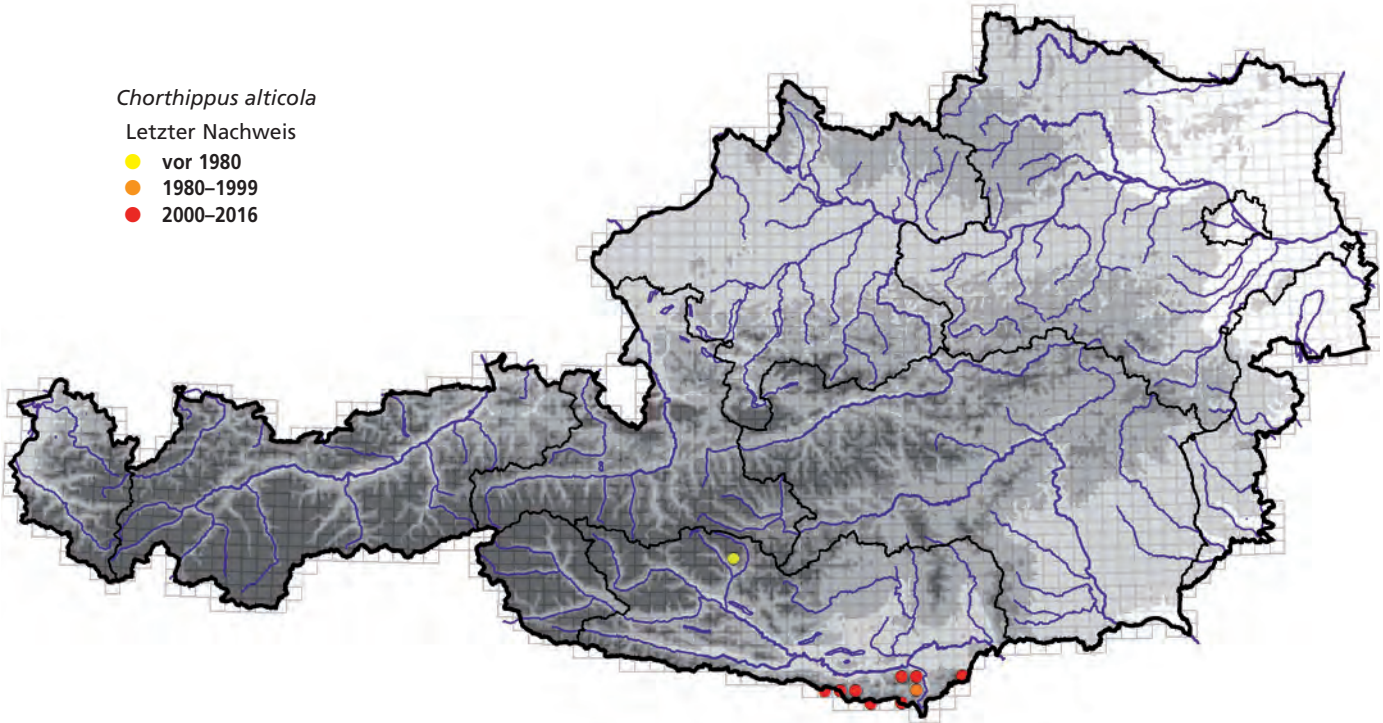 Chorthippus alticola
Letzter Nachweis
vor 1980
1980–1999
2000–2016